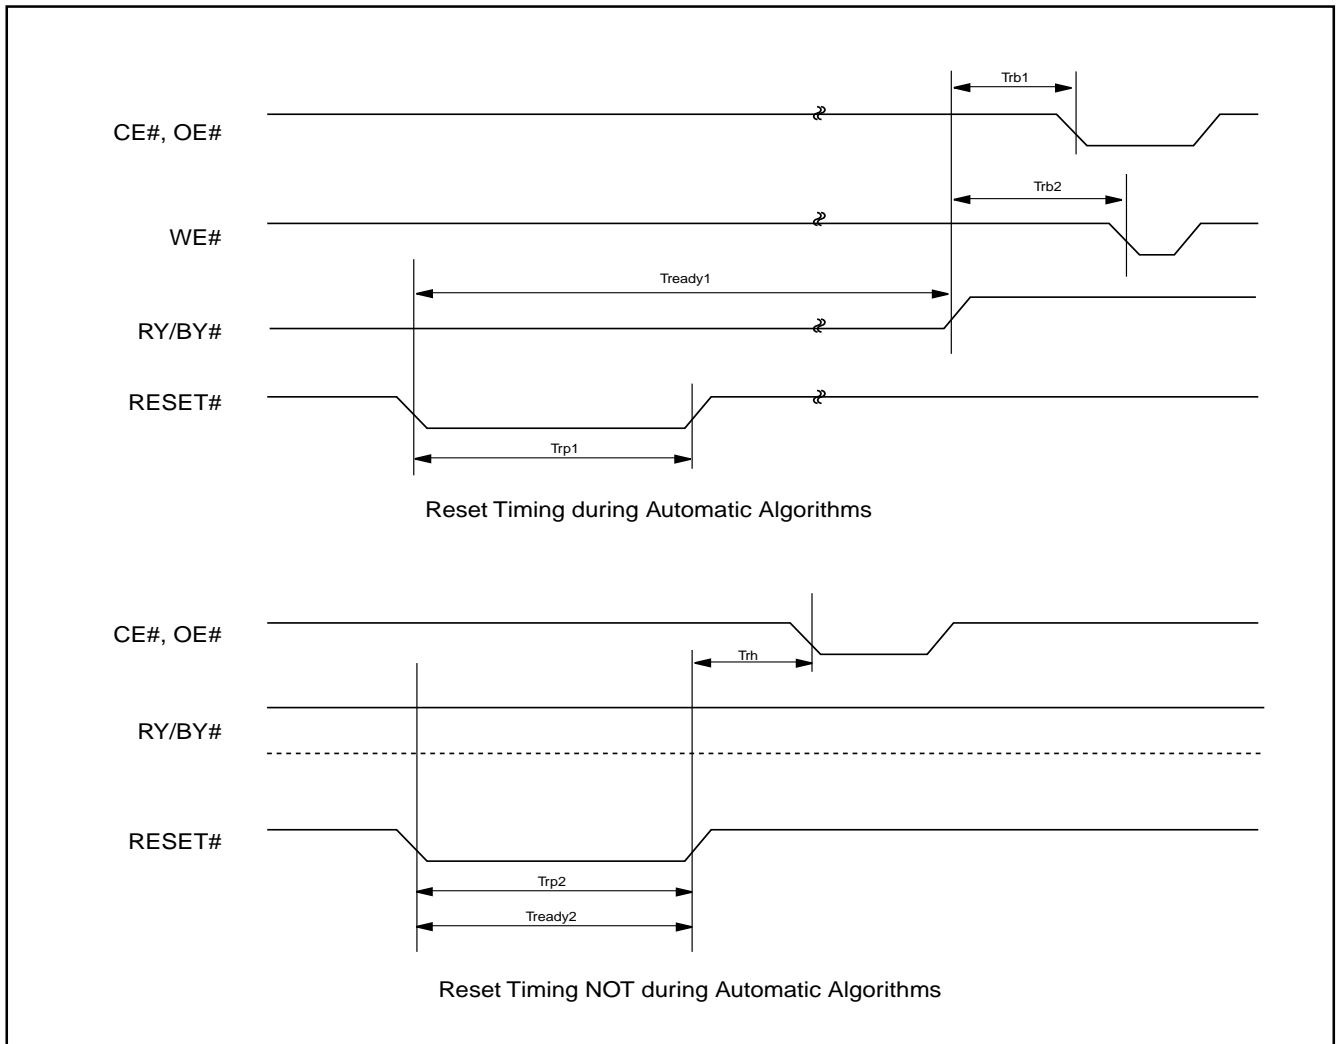 Trb1
CE#, OE#
Trb2
WE#
Tready1
RY/BY#
RESET#
Trp1
Reset Timing during Automatic Algorithms
CE#, OE#
Trh
RY/BY#
RESET#
Trp2
Tready2
Reset Timing NOT during Automatic Algorithms